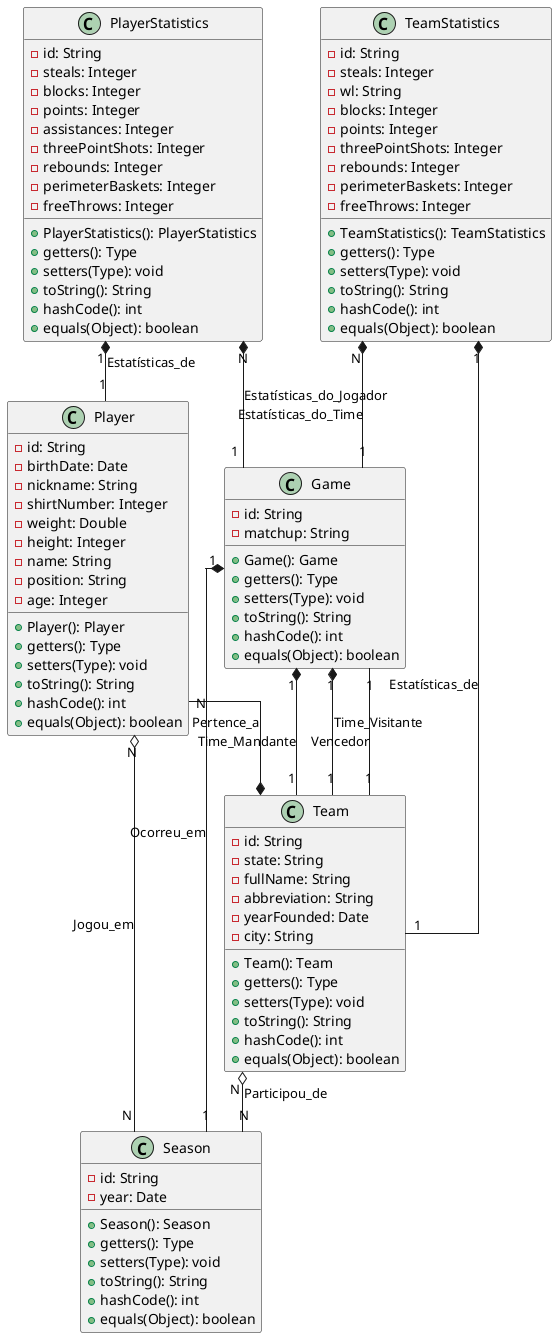 C PlayerStatistics
id: String
steals: Integer
blocks: Integer
points: Integer
assistances: Integer
threePointShots: Integer
rebounds: Integer
perimeterBaskets: Integer
freeThrows: Integer
PlayerStatistics(): PlayerStatistics
getters(): Type
setters(Type): void
toString(): String
hashCode(): int
equals(Object): boolean
C TeamStatistics
id: String
steals: Integer
wl: String
blocks: Integer
points: Integer
threePointShots: Integer
rebounds: Integer
perimeterBaskets: Integer
freeThrows: Integer
TeamStatistics(): TeamStatistics
getters(): Type
setters(Type): void
toString(): String
hashCode(): int
equals(Object): boolean
1
Estatísticas_de
1
N
Estatísticas_do_Jogador
1
N
Estatísticas_do_Time
1
1
Estatísticas_de
1
C Player
id: String
birthDate: Date
nickname: String
shirtNumber: Integer
weight: Double
height: Integer
name: String
position: String
age: Integer
Player(): Player
getters(): Type
setters(Type): void
toString(): String
hashCode(): int
equals(Object): boolean
C Game
id: String
matchup: String
Game(): Game
getters(): Type
setters(Type): void
toString(): String
hashCode(): int
equals(Object): boolean
1
Ocorreu_em
1
N
Pertence_a
1
Time_Mandante
1
1
Time_Visitante
1
1
Vencedor
1
N
Jogou_em
N
C Team
id: String
state: String
fullName: String
abbreviation: String
yearFounded: Date
city: String
Team(): Team
getters(): Type
setters(Type): void
toString(): String
hashCode(): int
equals(Object): boolean
N
Participou_de
N
C Season
id: String
year: Date
Season(): Season
getters(): Type
setters(Type): void
toString(): String
hashCode(): int
equals(Object): boolean